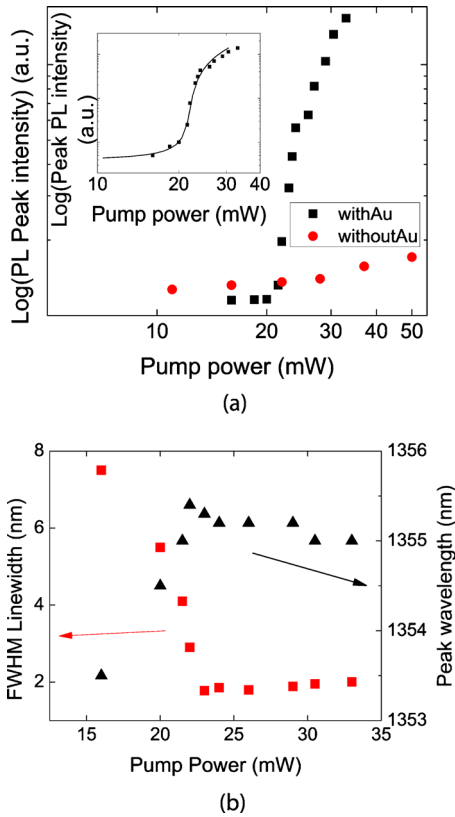 (a)
Log(PL Peak intensity) (a.u.)
Log(Peak PL intensity)
(a.u.)
10
20
30
40
Pump power (mW)
withAu
withoutAu
10
20
30
40
50
Pump power (mW)
(a)
8
6
4
2
FWHM Linewidth (nm)
1356
1355
1354
1353
Peak wavelength (nm)
15
20
25
30
35
Pump Power (mW)
(b)